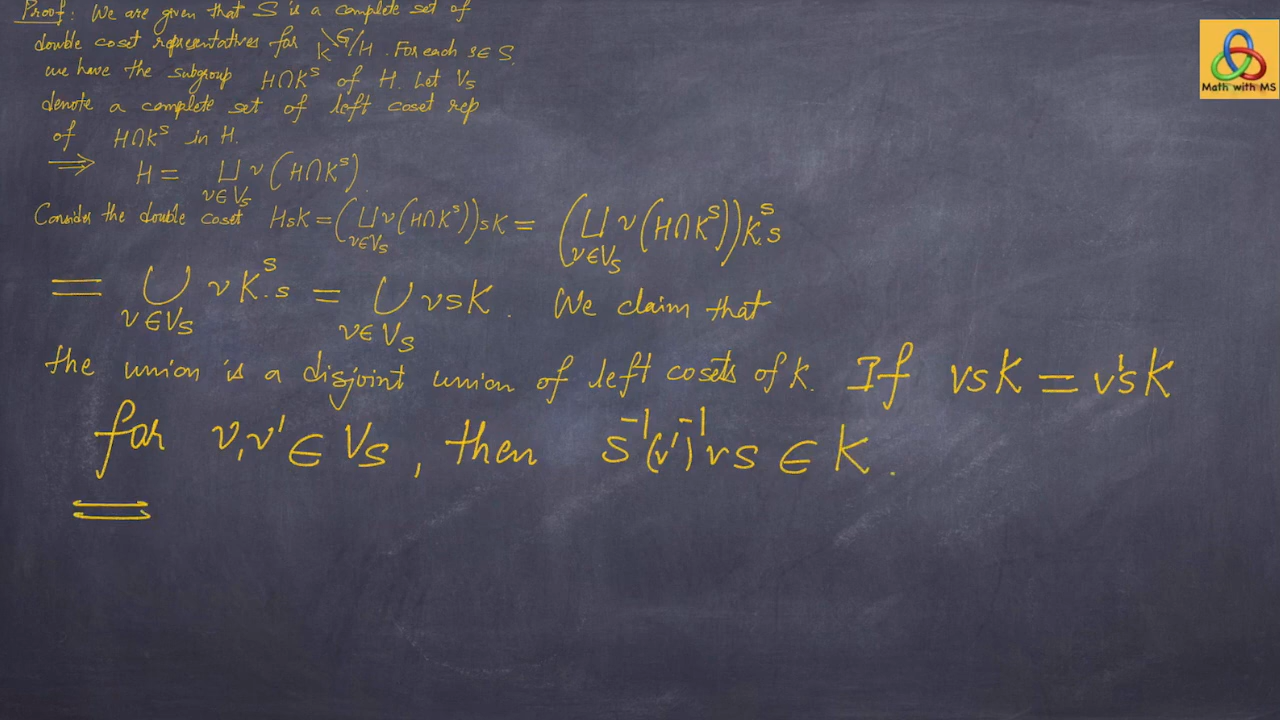 Proof: We are given that S is a complete set of
double coset representatives for K\G/H. For each s∈S,
we have the subgroup H∩K^s of H. Let V_s
denote a complete set of left coset rep
of H∩K^s in H.
⟹ H = ⊔_{v∈V_s} v(H∩K^s).
Consider the double coset HsK = (⊔_{v∈V_s} v(H∩K^s))sK = (⊔_{v∈V_s} v(H∩K^s))K^s.s
= ∪_{v∈V_s} vK^s.s = ∪_{v∈V_s} vsK. We claim that
the union is a disjoint union of left cosets of K. If vsK = v'sK
for v,v' ∈ V_s, then s^{-1}(v')^{-1}vs ∈ K.
Math with MS